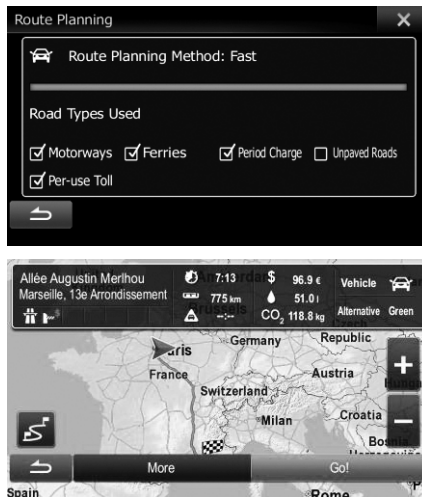 Route Planning
Route Planning Method: Fast
Road Types Used
Motorways Ferries Period Charge Unpaved Roads
Per-use Toll
Allée Augustin Merlhou 7:13 $ 96.9 € Vehicle
Marseille, 13e Arrondissement 775 km 51.0 l
--:-- CO2 118.8 kg Alternative Green
Germany Republic
France Austria
Switzerland
Milan Croatia
More Go!
Spain Rome